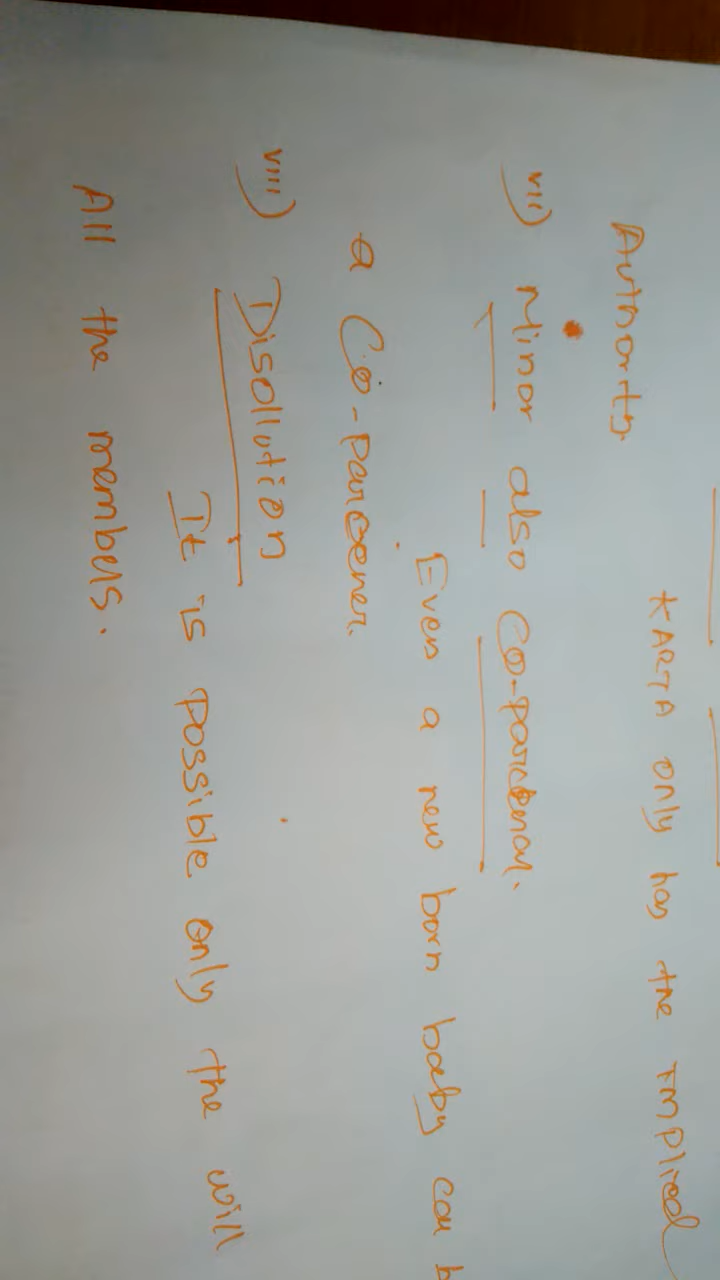 KARTA only has the Implied
Authority.
vii) Minor also Co-parcenar.
Even a new born baby can b
a Co-parcener.
viii) Disollution
It is possible only the will
All the members.